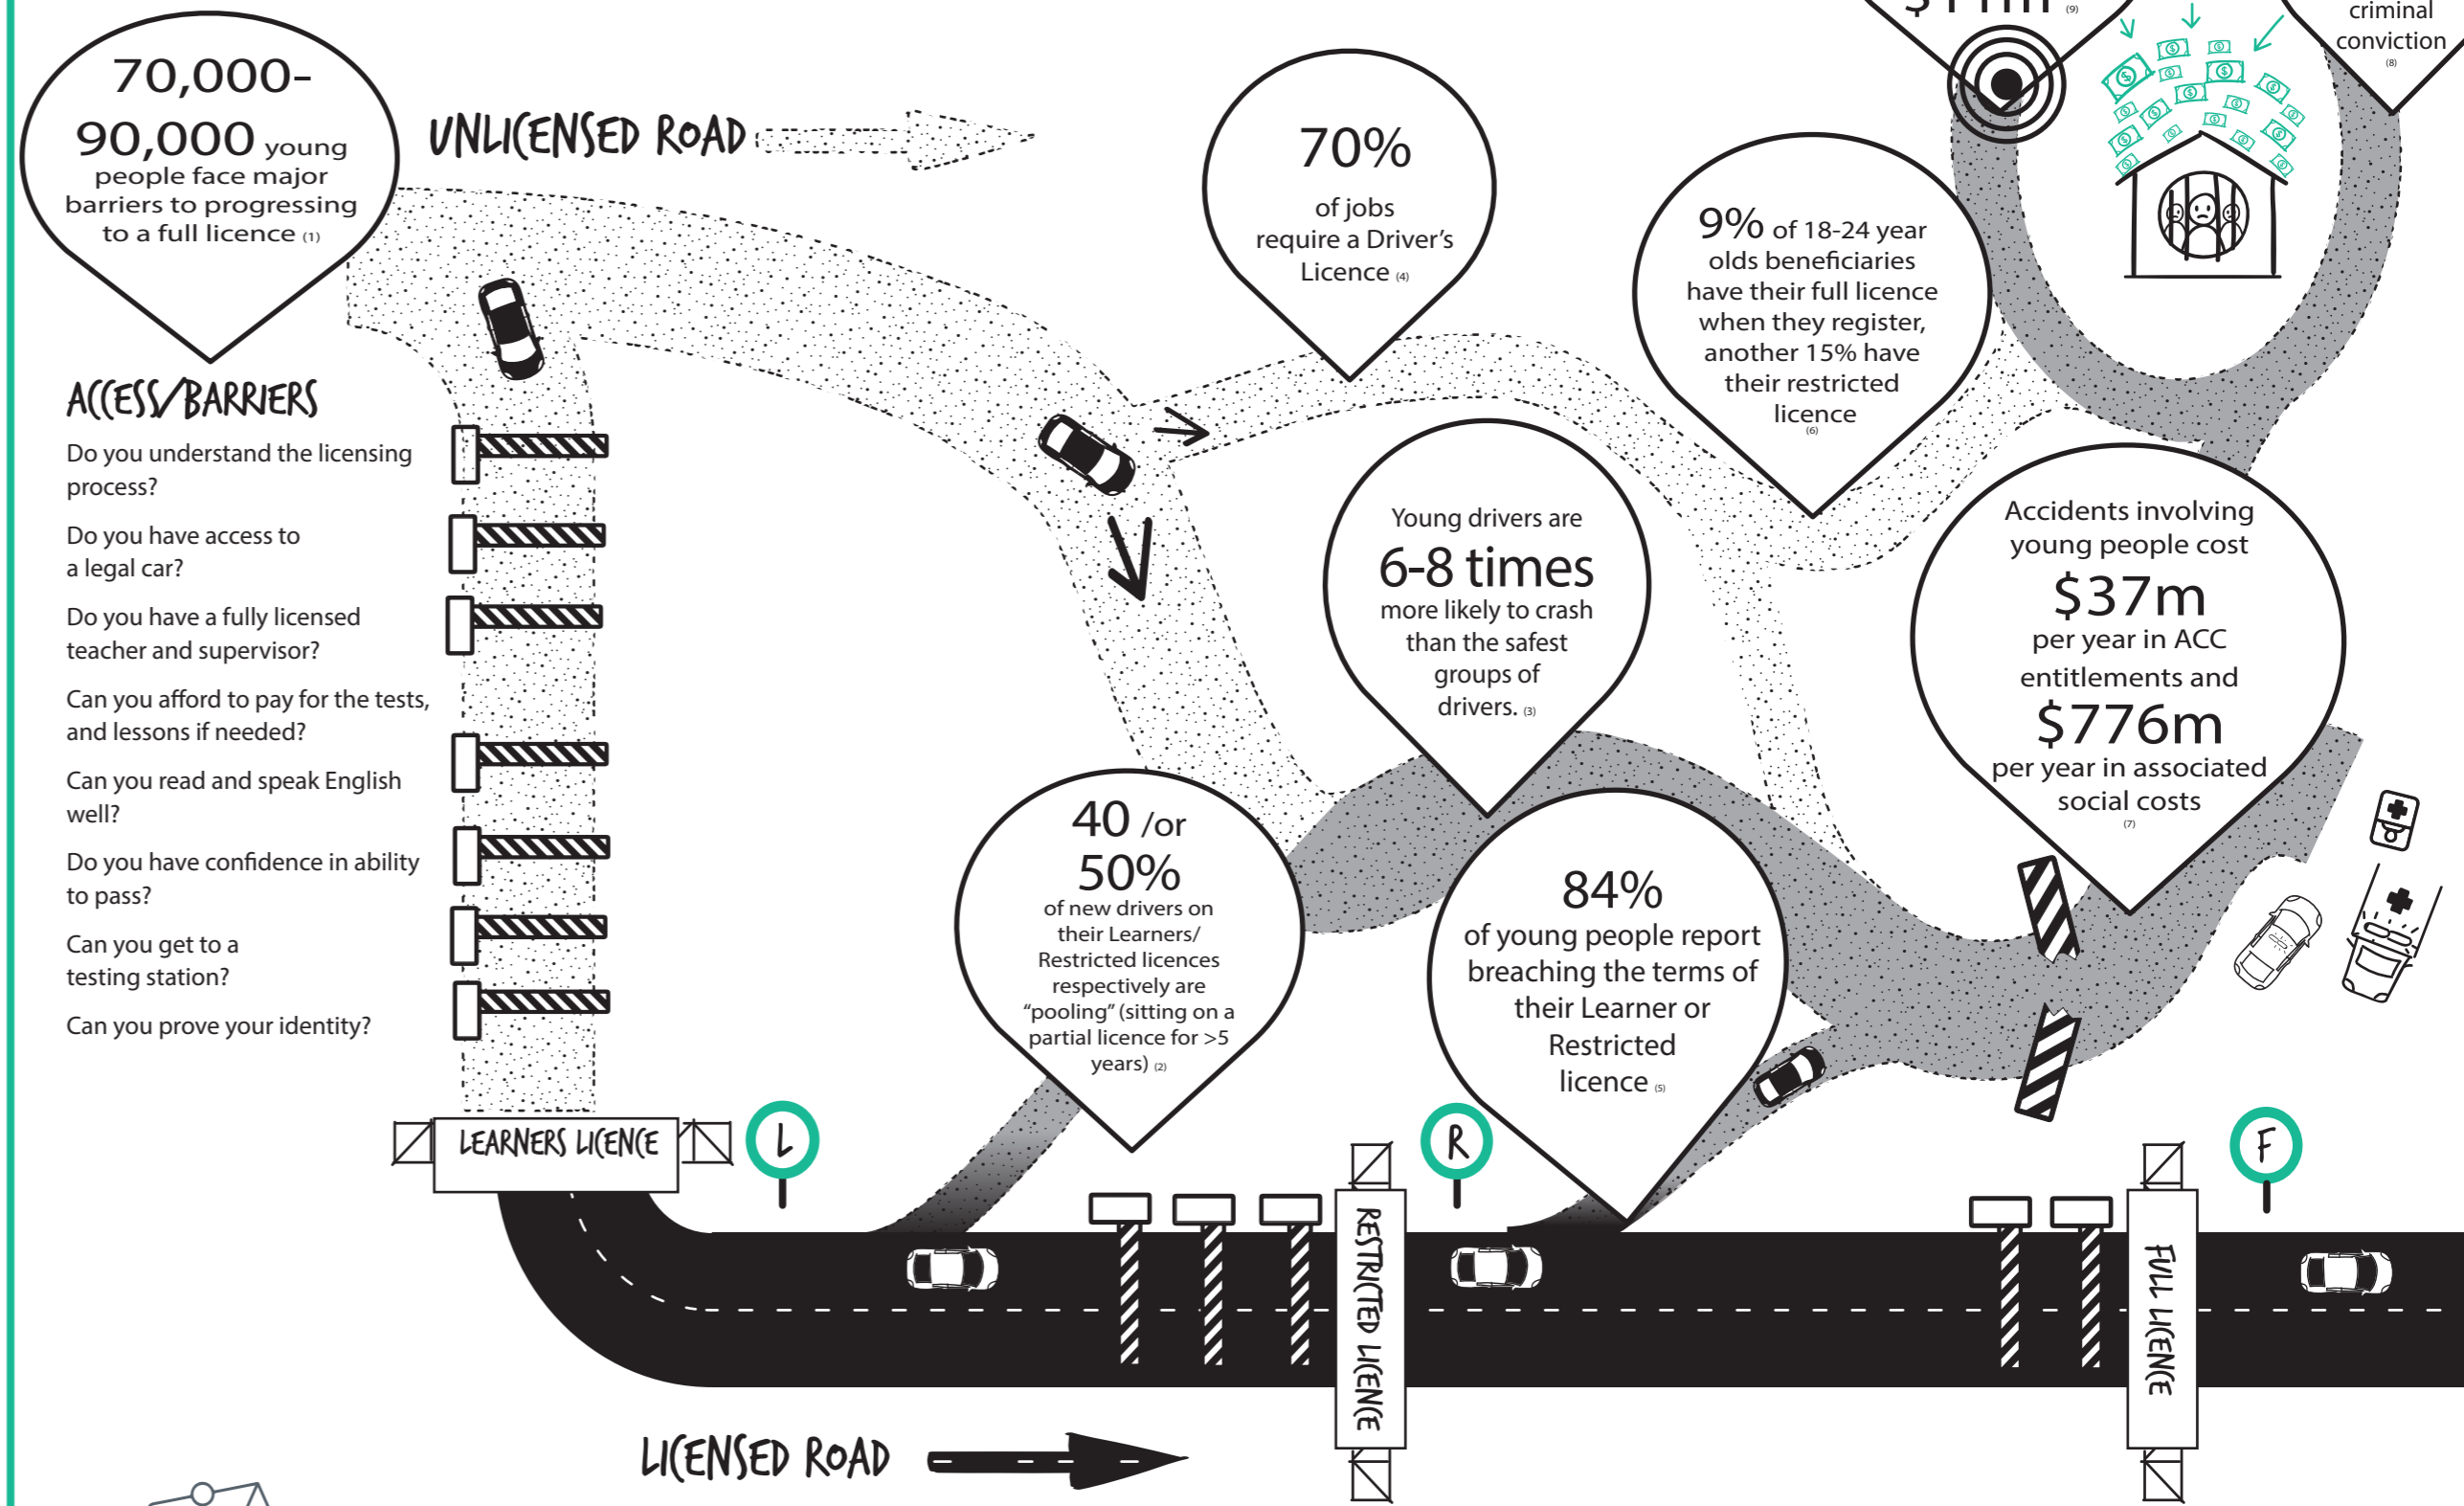 70,000-
90,000 young
people face major
barriers to progressing
to a full licence (1)
UNLICENSED ROAD
ACCESS/BARRIERS
Do you understand the licensing
process?
Do you have access to
a legal car?
Do you have a fully licensed
teacher and supervisor?
Can you afford to pay for the tests,
and lessons if needed?
Can you read and speak English
well?
Do you have confidence in ability
to pass?
Can you get to a
testing station?
Can you prove your identity?
70%
of jobs
require a Driver's
Licence (4)
9% of 18-24 year
olds beneficiaries
have their full licence
when they register,
another 15% have
their restricted
licence
(6)
(9)
criminal
conviction
(8)
Young drivers are
6-8 times
more likely to crash
than the safest
groups of
drivers. (3)
Accidents involving
young people cost
$37m
per year in ACC
entitlements and
$776m
per year in associated
social costs
(7)
40 /or
50%
of new drivers on
their Learners/
Restricted licences
respectively are
“pooling” (sitting on a
partial licence for >5
years) (2)
84%
of young people report
breaching the terms of
their Learner or
Restricted
licence (5)
LEARNERS LICENCE
L
R
F
RESTRICTED LICENCE
FULL LICENCE
LICENSED ROAD